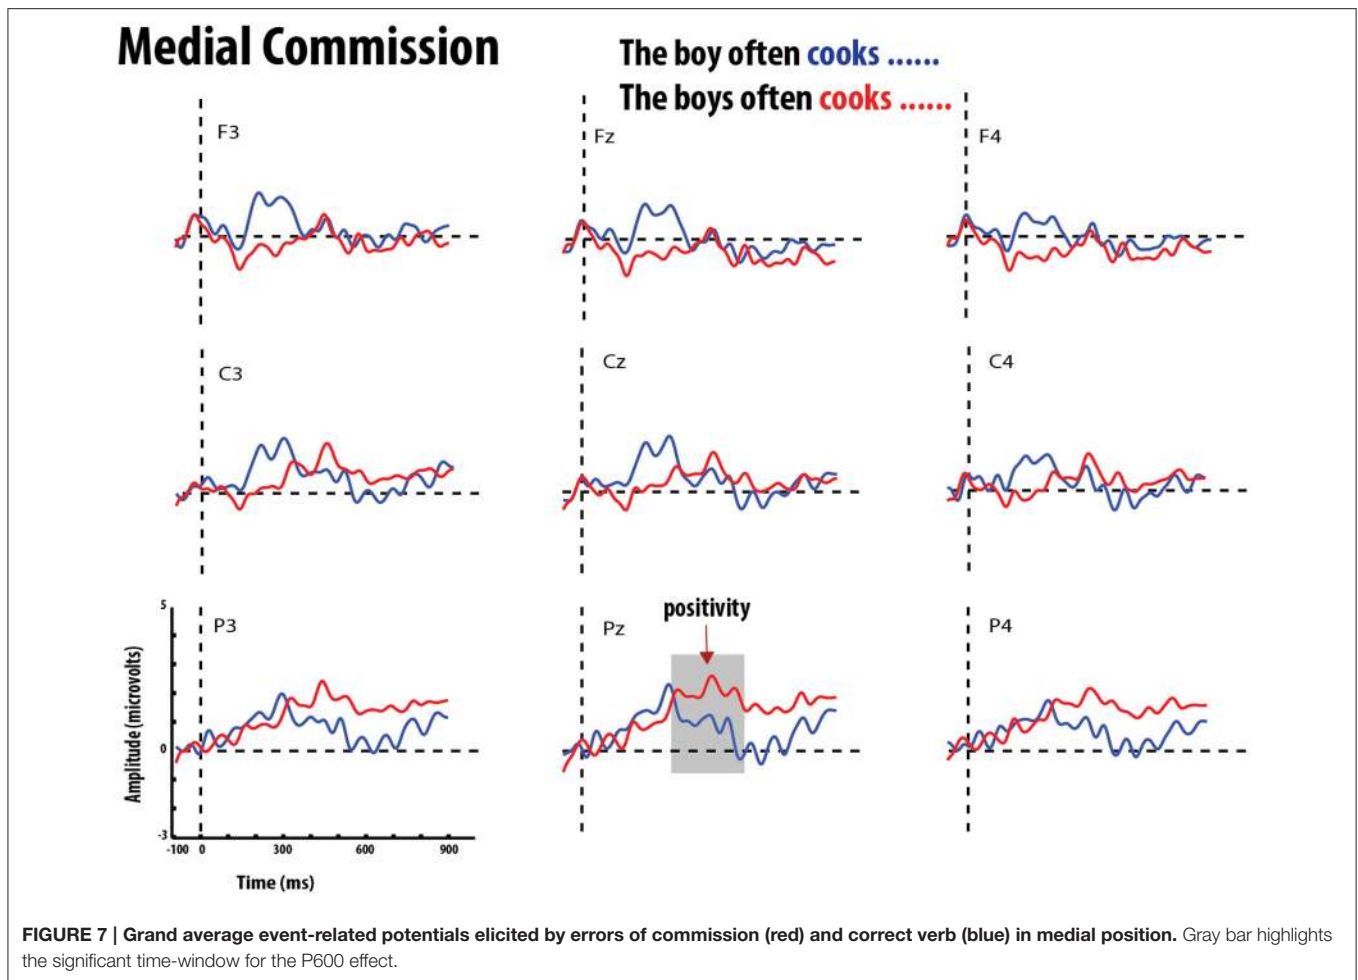 Medial Commission
The boy often cooks ......
The boys often cooks ......
F3
Fz
F4
C3
Cz
C4
positivity
P3
Pz
P4
5
0
-3
Amplitude (microvolts)
-100 0 300 600 900
Time (ms)
FIGURE 7 | Grand average event-related potentials elicited by errors of commission (red) and correct verb (blue) in medial position. Gray bar highlights
the significant time-window for the P600 effect.